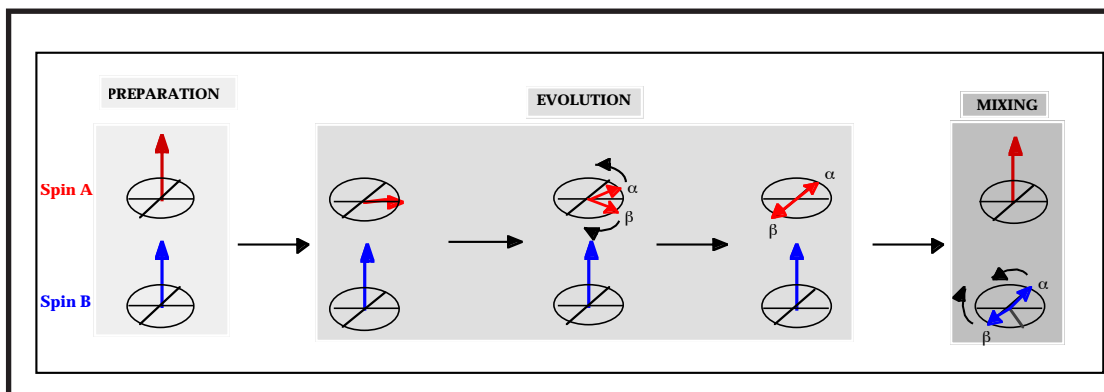 PREPARATION
EVOLUTION
MIXING
Spin A
α
β
α
β
Spin B
α
β